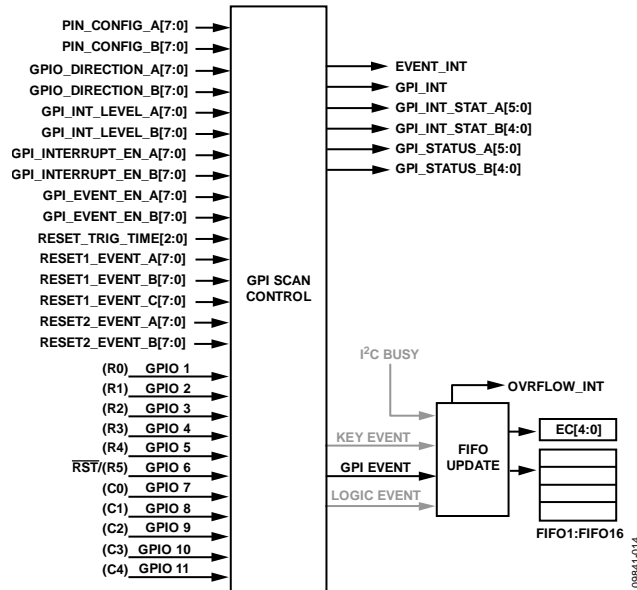 PIN_CONFIG_A[7:0]
PIN_CONFIG_B[7:0]
GPIO_DIRECTION_A[7:0]
GPIO_DIRECTION_B[7:0]
GPI_INT_LEVEL_A[7:0]
GPI_INT_LEVEL_B[7:0]
GPI_INTERRUPT_EN_A[7:0]
GPI_INTERRUPT_EN_B[7:0]
GPI_EVENT_EN_A[7:0]
GPI_EVENT_EN_B[7:0]
RESET_TRIG_TIME[2:0]
RESET1_EVENT_A[7:0]
RESET1_EVENT_B[7:0]
RESET1_EVENT_C[7:0]
RESET2_EVENT_A[7:0]
RESET2_EVENT_B[7:0]
(R0) GPIO 1
(R1) GPIO 2
(R2) GPIO 3
(R3) GPIO 4
(R4) GPIO 5
RST/(R5) GPIO 6
(C0) GPIO 7
(C1) GPIO 8
(C2) GPIO 9
(C3) GPIO 10
(C4) GPIO 11
GPI SCAN
CONTROL
EVENT_INT
GPI_INT
GPI_INT_STAT_A[5:0]
GPI_INT_STAT_B[4:0]
GPI_STATUS_A[5:0]
GPI_STATUS_B[4:0]
I2C BUSY
KEY EVENT
GPI EVENT
LOGIC EVENT
FIFO
UPDATE
OVRFLOW_INT
EC[4:0]
FIFO1:FIFO16
09841-014